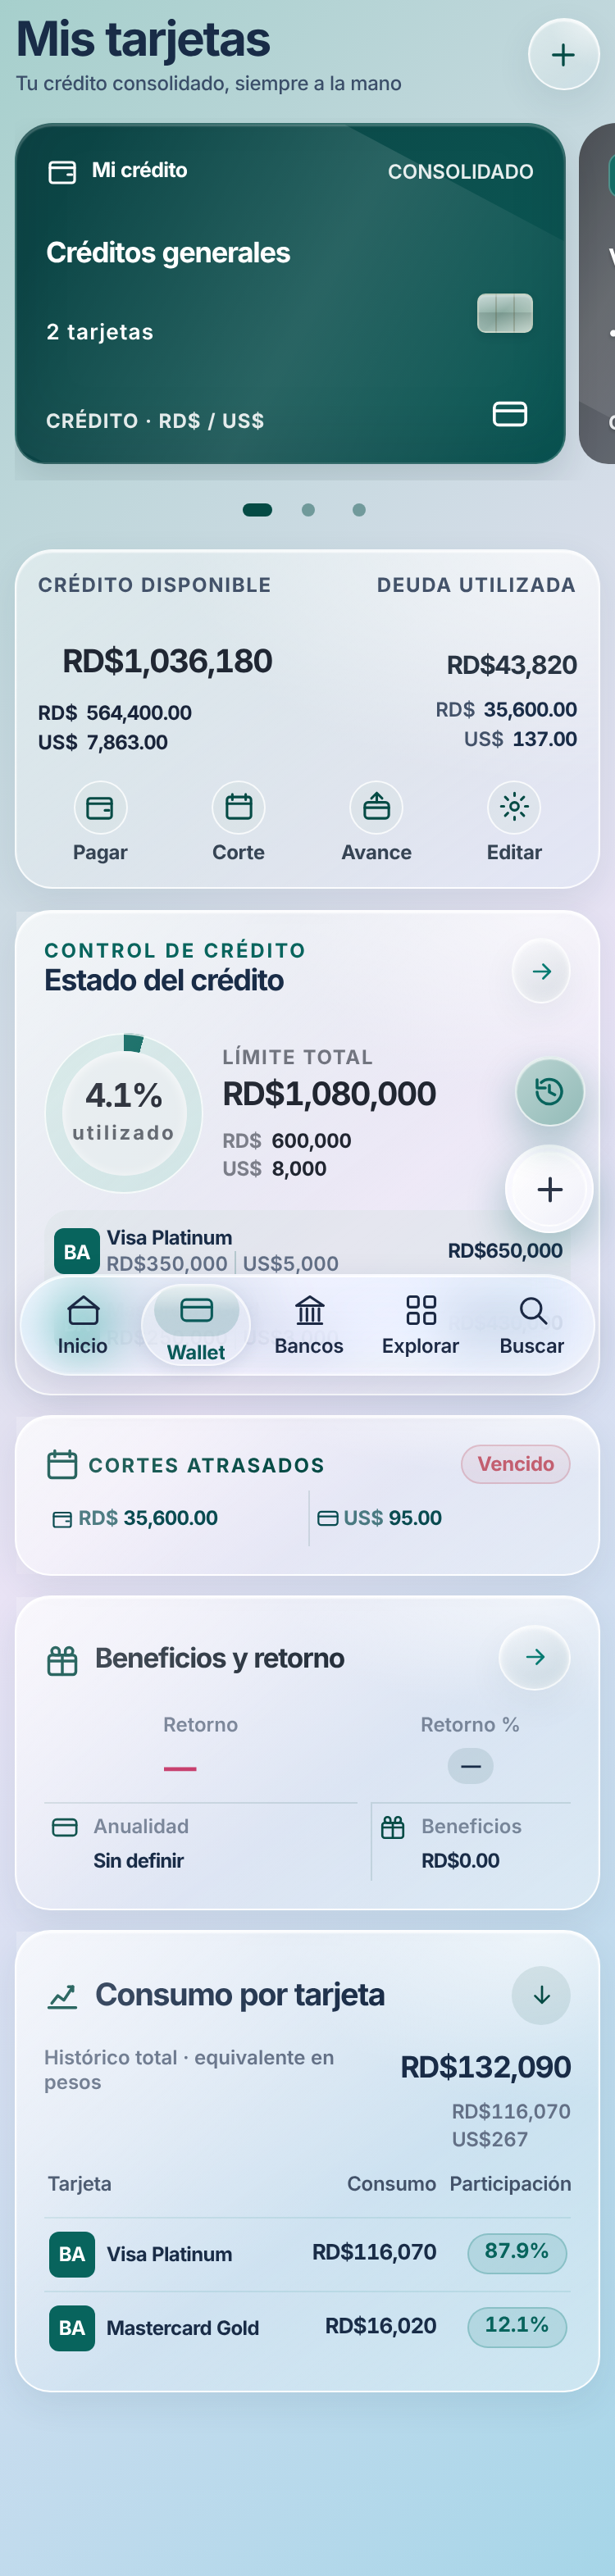 Mis tarjetas
Tu crédito consolidado, siempre a la mano
Mi crédito
CONSOLIDADO
Créditos generales
2 tarjetas
CRÉDITO · RD$ / US$
CRÉDITO DISPONIBLE
DEUDA UTILIZADA
RD$1,036,180
RD$43,820
RD$ 564,400.00
RD$ 35,600.00
US$ 7,863.00
US$ 137.00
Pagar
Corte
Avance
Editar
CONTROL DE CRÉDITO
Estado del crédito
4.1%
utilizado
LÍMITE TOTAL
RD$1,080,000
RD$ 600,000
US$ 8,000
BA
Visa Platinum
RD$350,000 US$5,000
RD$650,000
Inicio
Wallet
Bancos
Explorar
Buscar
CORTES ATRASADOS
Vencido
RD$ 35,600.00
US$ 95.00
Beneficios y retorno
Retorno
Retorno %
—
—
Anualidad
Sin definir
Beneficios
RD$0.00
Consumo por tarjeta
Histórico total · equivalente en
pesos
RD$132,090
RD$116,070
US$267
Tarjeta
Consumo
Participación
BA
Visa Platinum
RD$116,070
87.9%
BA
Mastercard Gold
RD$16,020
12.1%